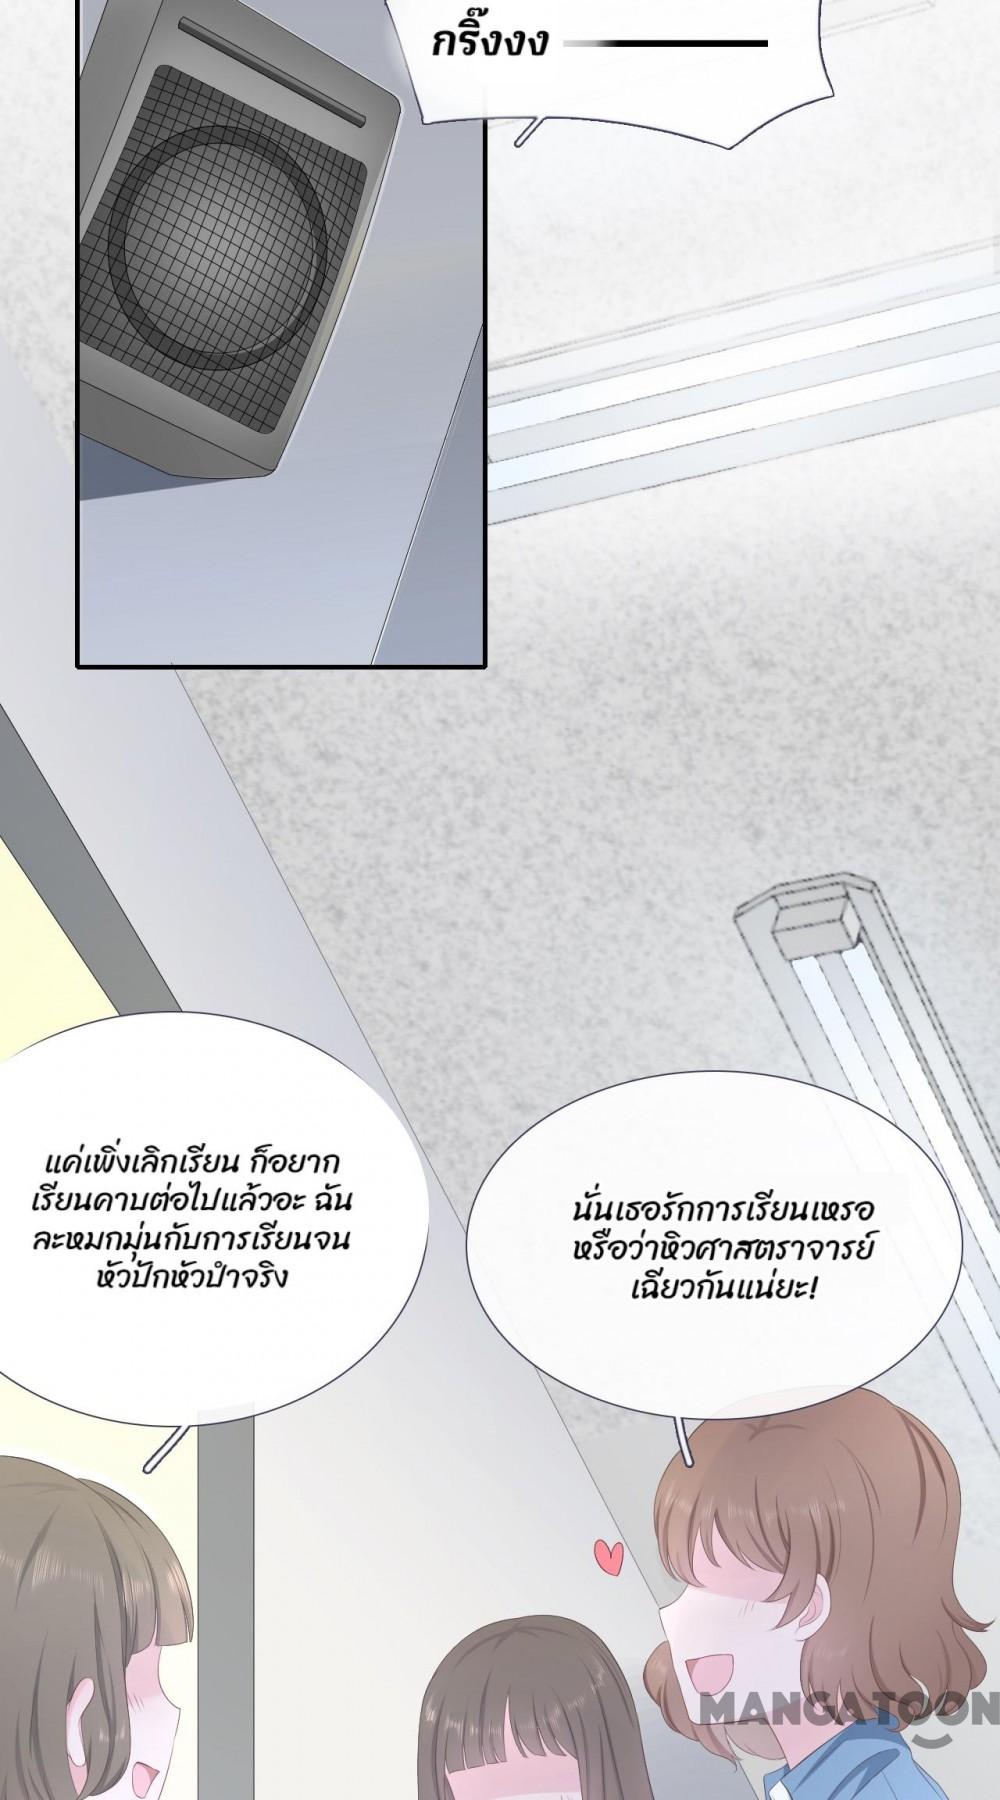 กริ๊งงง
แค่เพิ่งเลิกเรียน ก็อยาก
เรียนคาบต่อไปแล้วอะ ฉัน
ละหมกมุ่นกับการเรียนจน
หัวปักหัวปำจริง
นั่นเธอรักการเรียนเหรอ
หรือว่าหิวศาสตราจารย์
เฉียวกันแน่ยะ!
MANGATOON